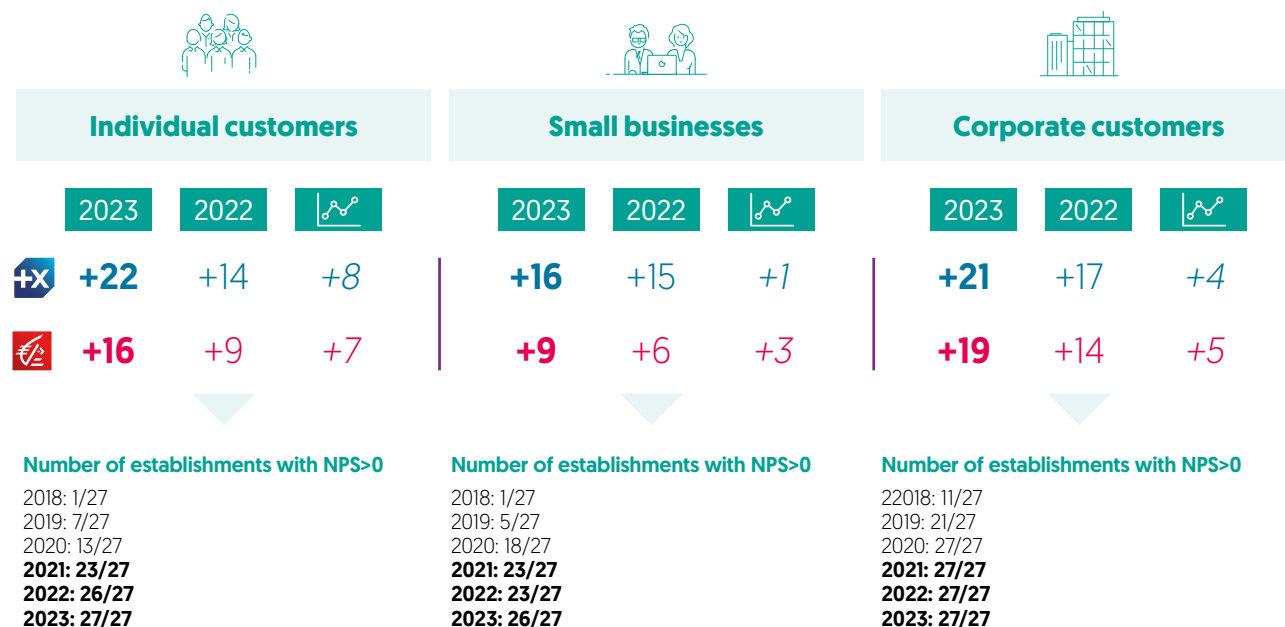 Individual customers
2023 2022
+X +22 +14 +8
+16 +9 +7
Number of establishments with NPS>0
2018: 1/27
2019: 7/27
2020: 13/27
2021: 23/27
2022: 26/27
2023: 27/27
Small businesses
2023 2022
+16 +15 +1
+9 +6 +3
Number of establishments with NPS>0
2018: 1/27
2019: 5/27
2020: 18/27
2021: 23/27
2022: 23/27
2023: 26/27
Corporate customers
2023 2022
+21 +17 +4
+19 +14 +5
Number of establishments with NPS>0
22018: 11/27
2019: 21/27
2020: 27/27
2021: 27/27
2022: 27/27
2023: 27/27